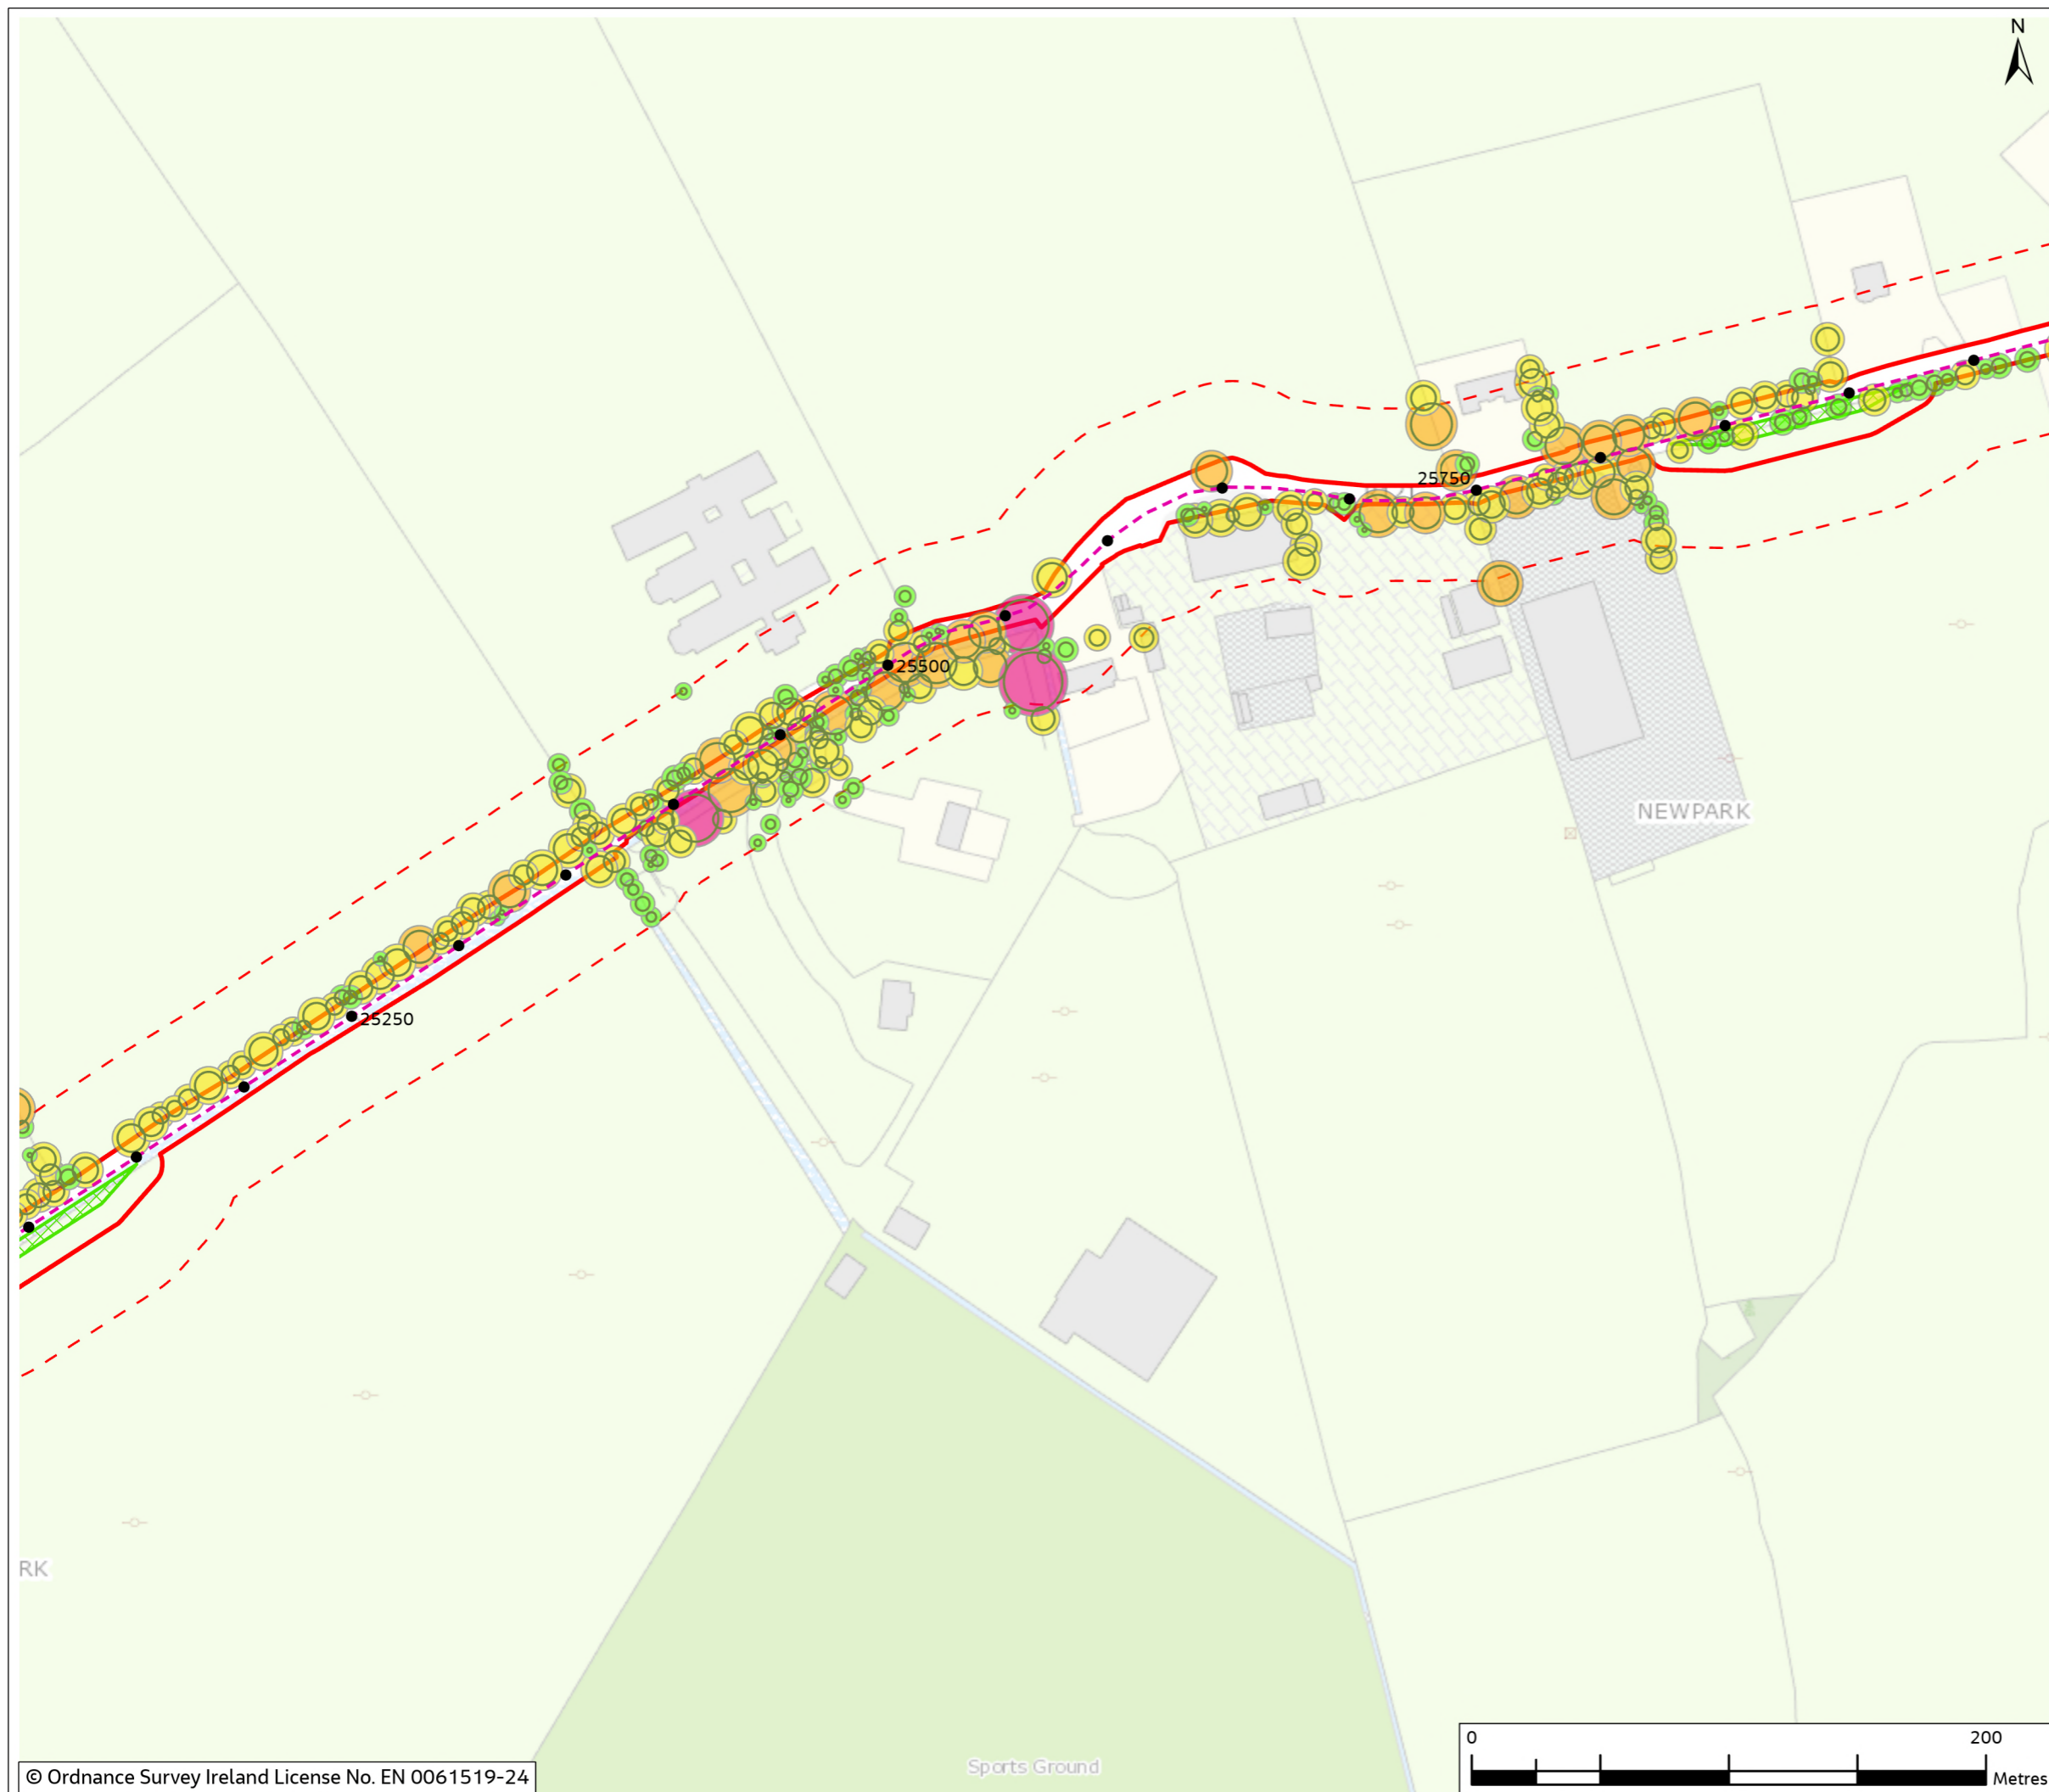 N
25750
25500
NEWPARK
25250
RK
Sports Ground
0 200
Metres
© Ordnance Survey Ireland License No. EN 0061519-24